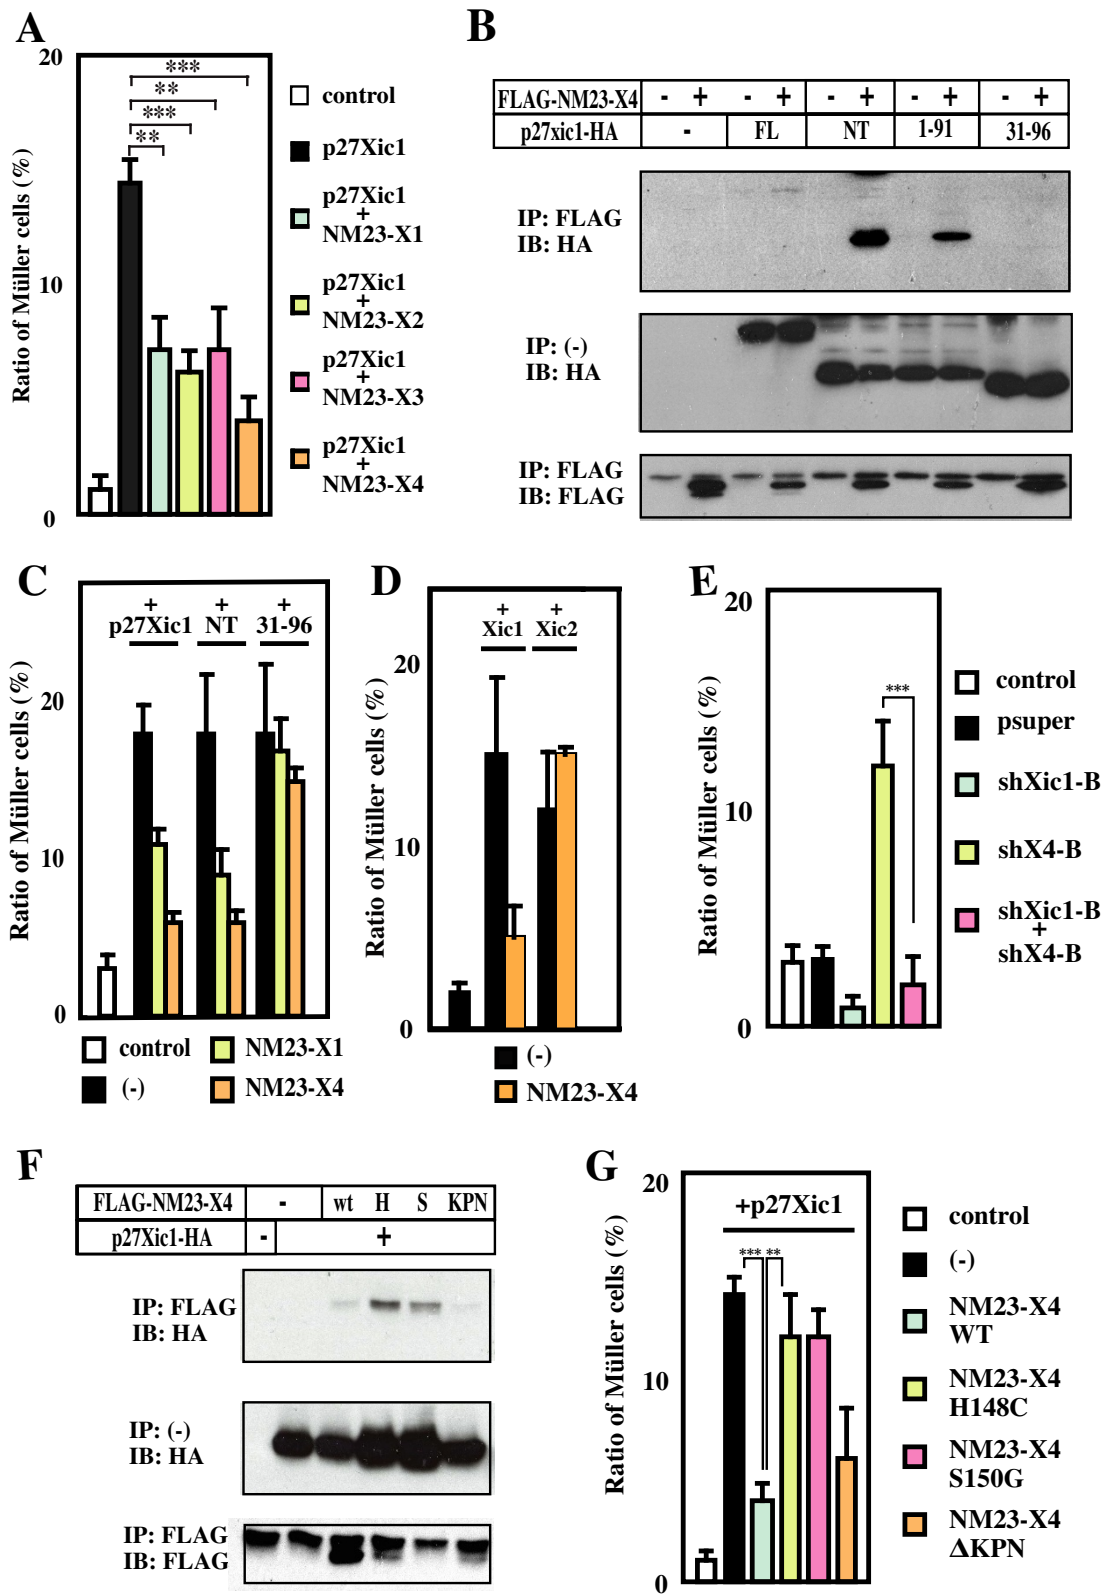 A
20
10
0
Ratio of Müller cells (%)
***
**
***
**
control
p27Xic1
p27Xic1
+
NM23-X1
p27Xic1
+
NM23-X2
p27Xic1
+
NM23-X3
p27Xic1
+
NM23-X4
B
FLAG-NM23-X4 - + - + - + - + - +
p27xic1-HA - FL NT 1-91 31-96
IP: FLAG
IB: HA
IP: (-)
IB: HA
IP: FLAG
IB: FLAG
C
+ + +
p27Xic1 NT 31-96
20
10
0
Ratio of Müller cells (%)
control
NM23-X1
(-)
NM23-X4
D
+ +
Xic1 Xic2
20
10
0
Ratio of Müller cells (%)
(-)
NM23-X4
E
20
10
0
Ratio of Müller cells (%)
***
control
psuper
shXic1-B
shX4-B
shXic1-B
+
shX4-B
F
FLAG-NM23-X4 - wt H S KPN
p27Xic1-HA - +
IP: FLAG
IB: HA
IP: (-)
IB: HA
IP: FLAG
IB: FLAG
G
20
10
0
Ratio of Müller cells (%)
+p27Xic1
*** **
control
(-)
NM23-X4
WT
NM23-X4
H148C
NM23-X4
S150G
NM23-X4
ΔKPN